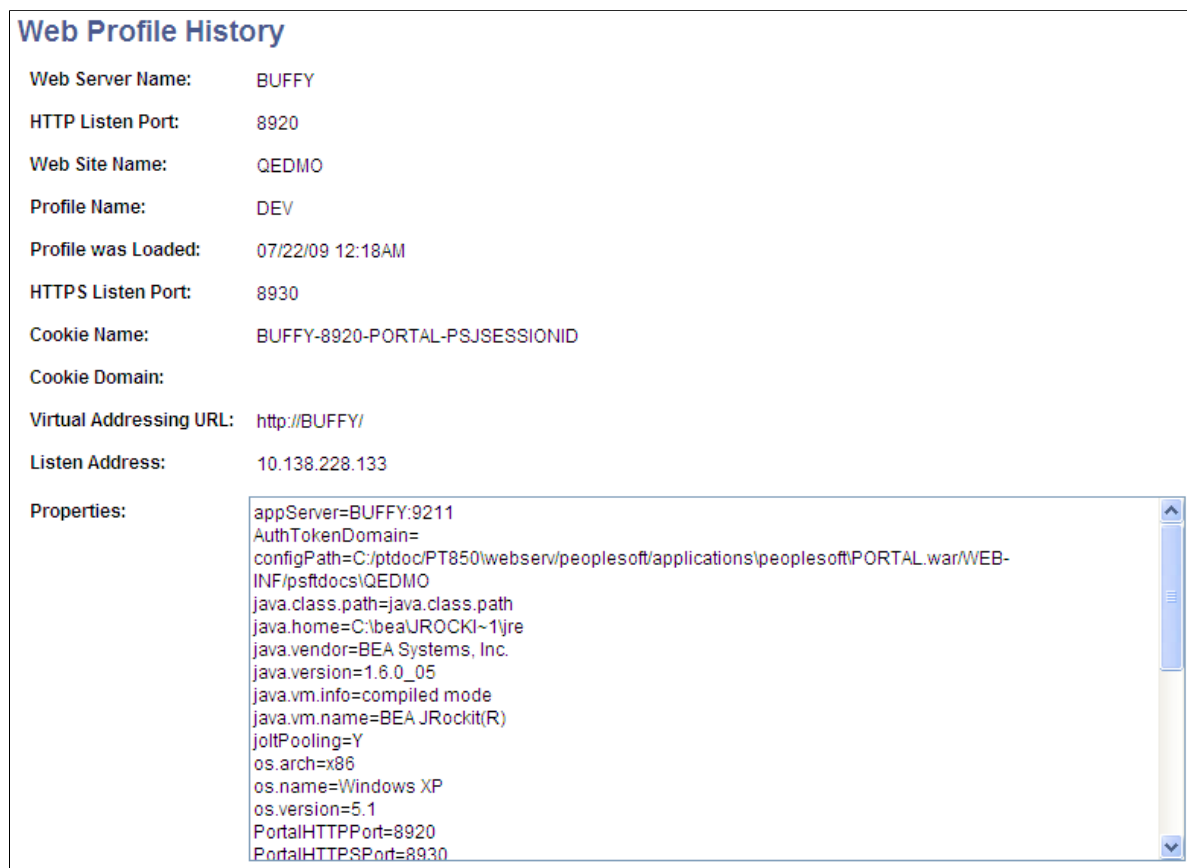 Web Profile History
Web Server Name: BUFFY
HTTP Listen Port: 8920
Web Site Name: QEDMO
Profile Name: DEV
Profile was Loaded: 07/22/09 12:18AM
HTTPS Listen Port: 8930
Cookie Name: BUFFY-8920-PORTAL-PSJSESSIONID
Cookie Domain:
Virtual Addressing URL: http://BUFFY/
Listen Address: 10.138.228.133
Properties: appServer=BUFFY:9211
AuthTokenDomain=
configPath=C:/ptdoc/PT850\webserv/peoplesoft/applications\peoplesoft\PORTAL.war/WEB-
INF/psftdocs\QEDMO
java.class.path=java.class.path
java.home=C:\bea\JROCKI~1\jre
java.vendor=BEA Systems, Inc.
java.version=1.6.0_05
java.vm.info=compiled mode
java.vm.name=BEA JRockit(R)
joltPooling=Y
os.arch=x86
os.name=Windows XP
os.version=5.1
PortalHTTPPort=8920
PortalHTTPSPort=8930